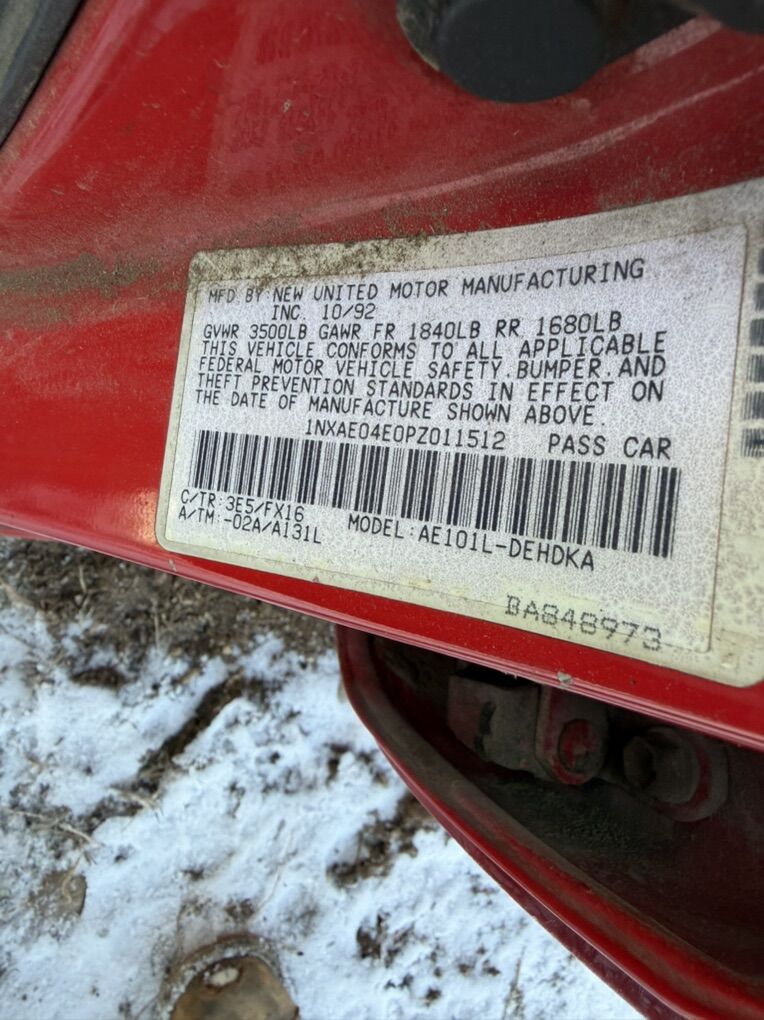 MFD BY:NEW UNITED MOTOR MANUFACTURING
INC. 10/92
GVWR 3500LB GAWR FR 1840LB RR 1680LB
THIS VEHICLE CONFORMS TO ALL APPLICABLE
FEDERAL MOTOR VEHICLE SAFETY.BUMPER.AND
THEFT PREVENTION STANDARDS IN EFFECT ON
THE DATE OF MANUFACTURE SHOWN ABOVE.
1NXAE04E0PZ011512 PASS CAR
C/TR:3E5/FX16
A/TM:-02A/A131L MODEL:AE101L-DEHDKA
BA848973